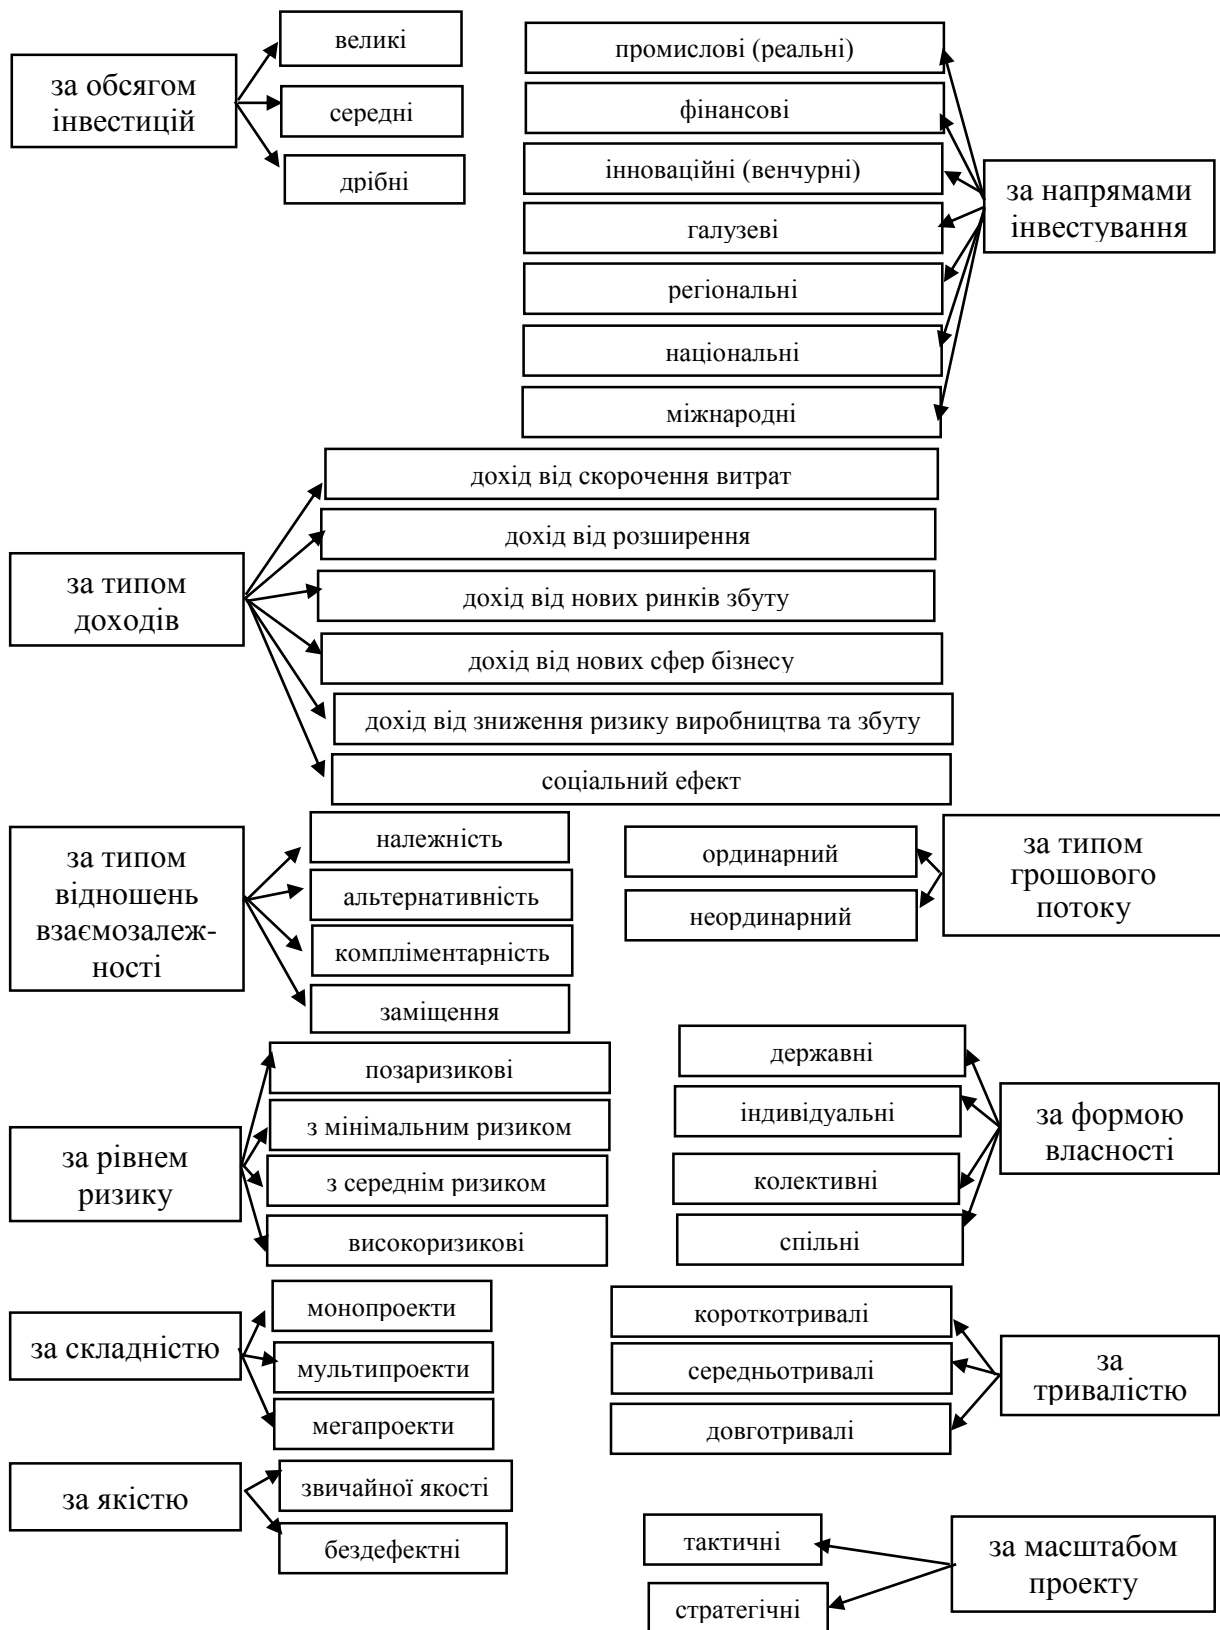 великі
за обсягом
інвестицій
середні
дрібні
промислові (реальні)
фінансові
інноваційні (венчурні)
галузеві
регіональні
національні
міжнародні
за напрямами
інвестування
за типом
доходів
дохід від скорочення витрат
дохід від розширення
дохід від нових ринків збуту
дохід від нових сфер бізнесу
дохід від зниження ризику виробництва та збуту
соціальний ефект
за типом
відношень
взаємозалеж-
ності
належність
альтернативність
компліментарність
заміщення
ординарний
неординарний
за типом
грошового
потоку
за рівнем
ризику
позаризикові
з мінімальним ризиком
з середнім ризиком
високоризикові
державні
індивідуальні
колективні
спільні
за формою
власності
за складністю
монопроекти
мультипроекти
мегапроекти
короткотривалі
середньотривалі
довготривалі
за
тривалістю
за якістю
звичайної якості
бездефектні
тактичні
стратегічні
за масштабом
проекту